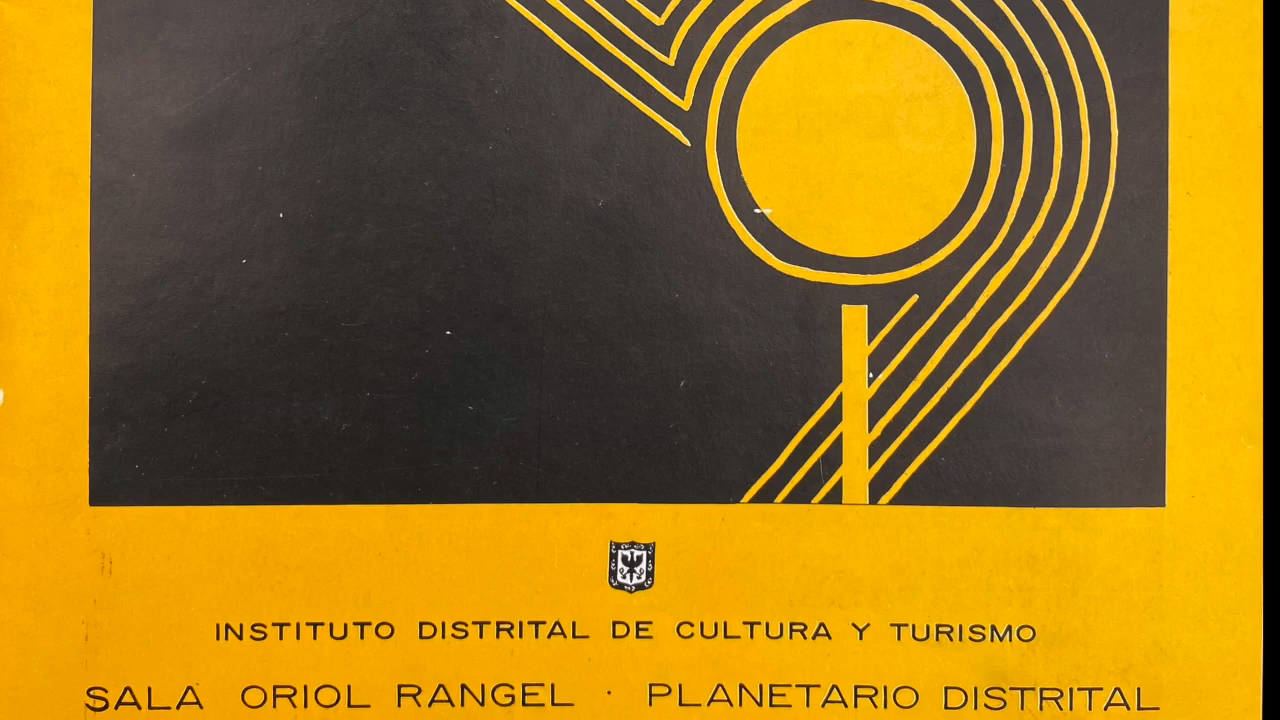 INSTITUTO DISTRITAL DE CULTURA Y TURISMO
SALA ORIOL RANGEL · PLANETARIO DISTRITAL